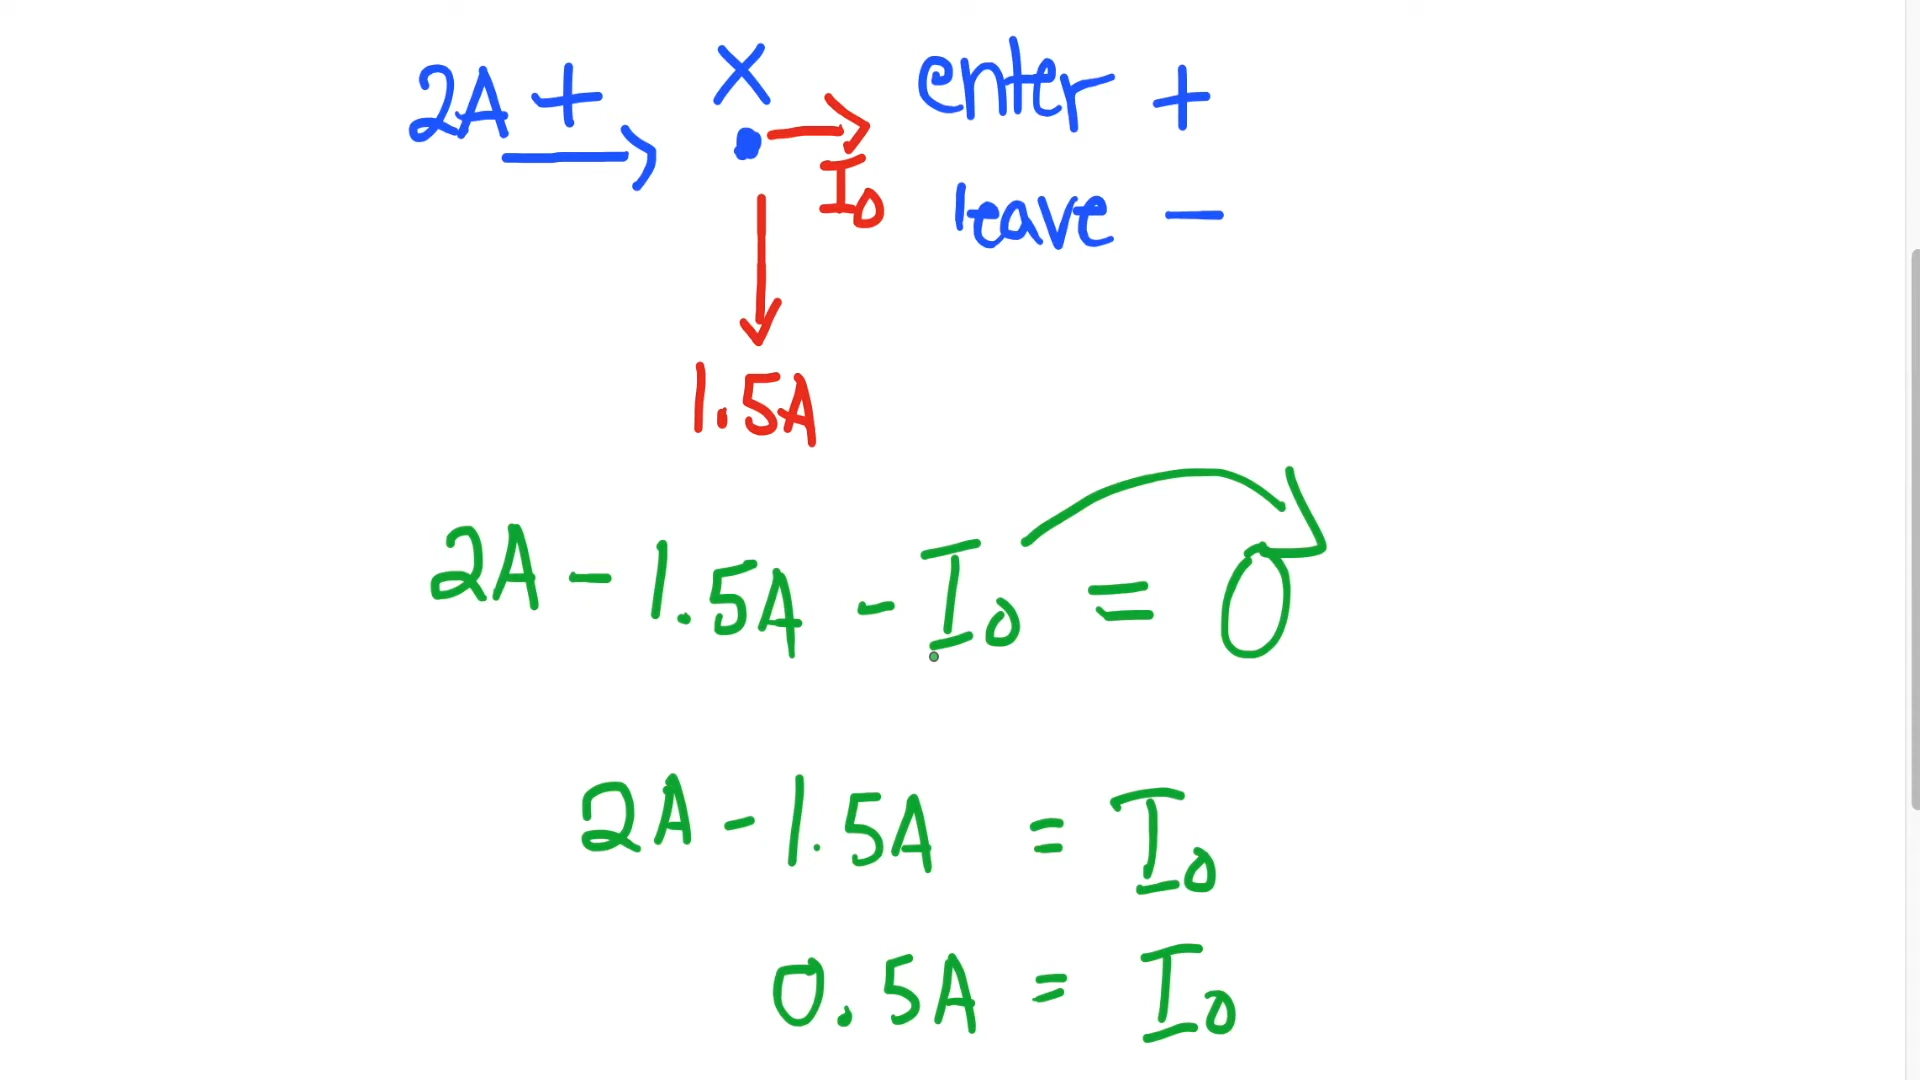 2A + X enter +
I₀ leave −
1.5A
2A − 1.5A − I₀ = 0
2A − 1.5A = I₀
0.5A = I₀